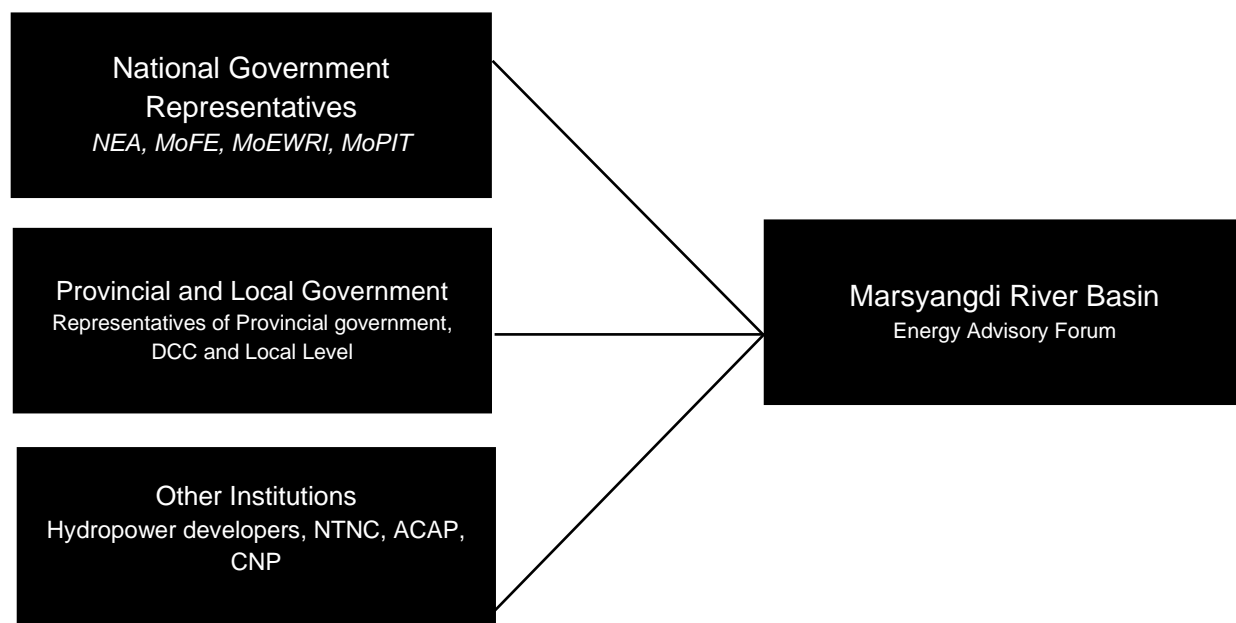 National Government
Representatives
NEA, MoFE, MoEWRI, MoPIT
Provincial and Local Government
Representatives of Provincial government,
DCC and Local Level
Other Institutions
Hydropower developers, NTNC, ACAP,
CNP
Marsyangdi River Basin
Energy Advisory Forum